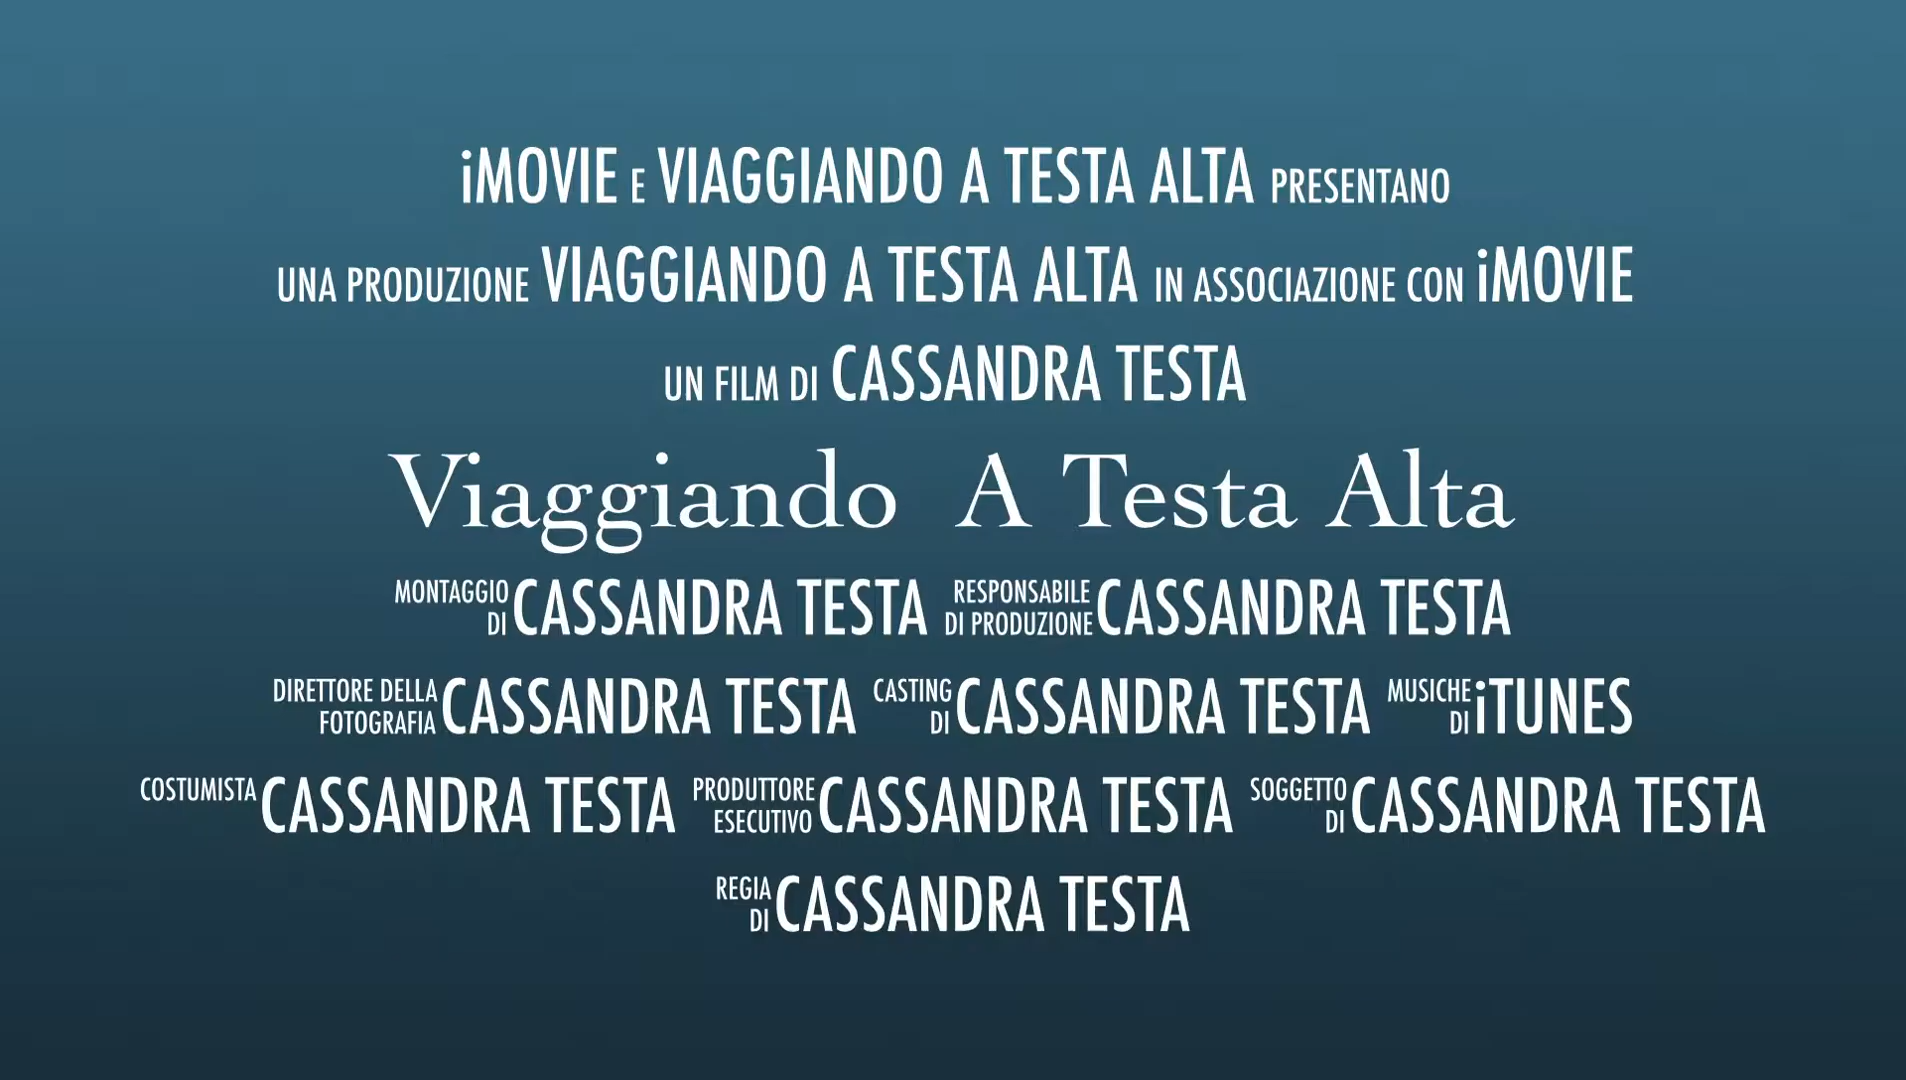 iMOVIE E VIAGGIANDO A TESTA ALTA PRESENTANO
UNA PRODUZIONE VIAGGIANDO A TESTA ALTA IN ASSOCIAZIONE CON iMOVIE
UN FILM DI CASSANDRA TESTA
Viaggiando A Testa Alta
MONTAGGIO DI CASSANDRA TESTA RESPONSABILE DI PRODUZIONE CASSANDRA TESTA
DIRETTORE DELLA FOTOGRAFIA CASSANDRA TESTA CASTING DI CASSANDRA TESTA MUSICHE DI iTUNES
COSTUMISTA CASSANDRA TESTA PRODUTTORE ESECUTIVO CASSANDRA TESTA SOGGETTO DI CASSANDRA TESTA
REGIA DI CASSANDRA TESTA